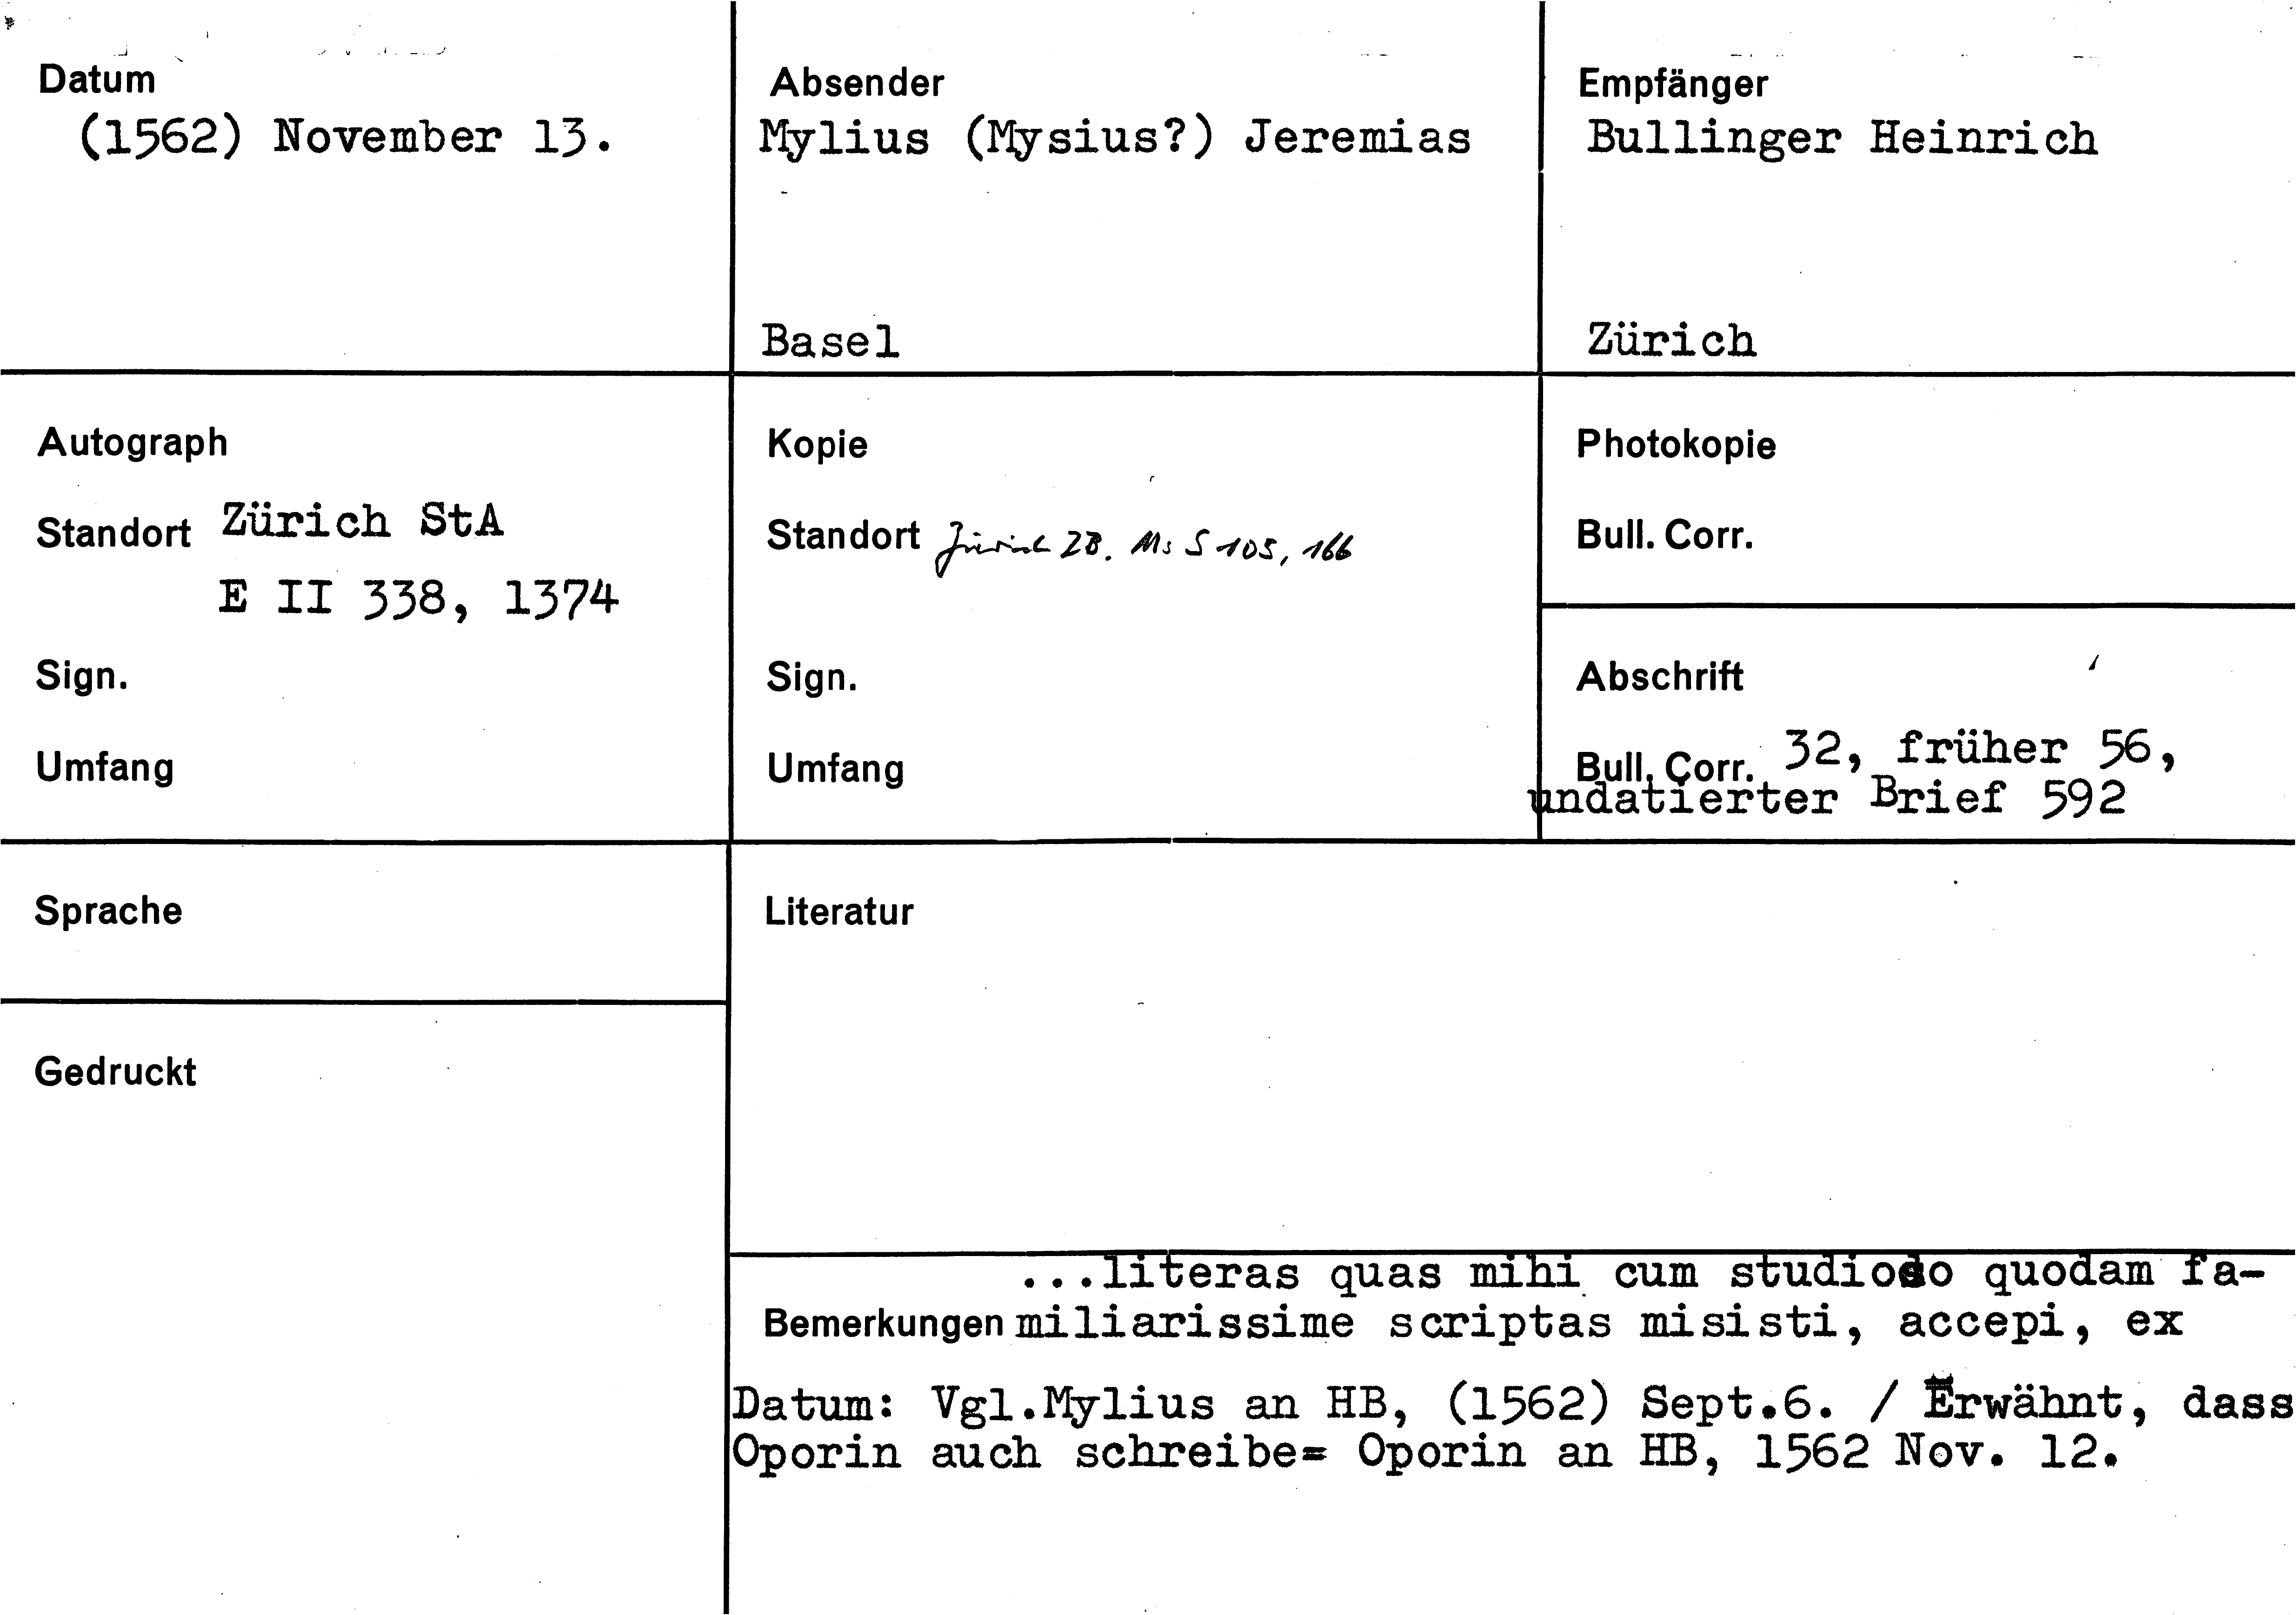 Datum
(1562) November 13.
Absender
Mylius (Mysius?) Jeremias
Basel
Empfänger
Bullinger Heinrich
Zürich
Autograph
Standort Zürich StA
E II 338, 1374
Sign.
Umfang
Kopie
Standort Zürich ZB. Ms S 105, 166
Sign.
Umfang
Photokopie
Bull. Corr.
Abschrift
Bull. Corr. 32, früher 56,
undatierter Brief 592
Sprache
Gedruckt
Literatur
...literas quas mihi cum studioso quodam fa-
Bemerkungen miliarissime scriptas misisti, accepi, ex
Datum: Vgl.Mylius an HB, (1562) Sept.6. / Erwähnt, dass
Oporin auch schreibe= Oporin an HB, 1562 Nov. 12.